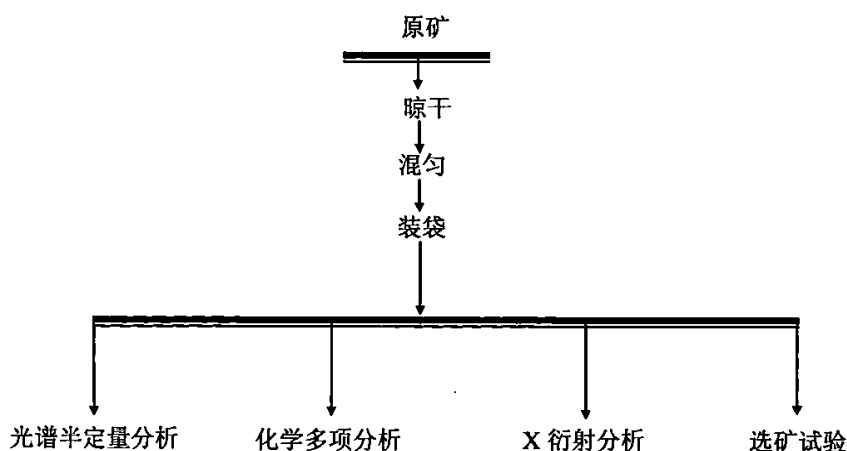 原矿
晾干
混匀
装袋
光谱半定量分析
化学多项分析
X 衍射分析
选矿试验